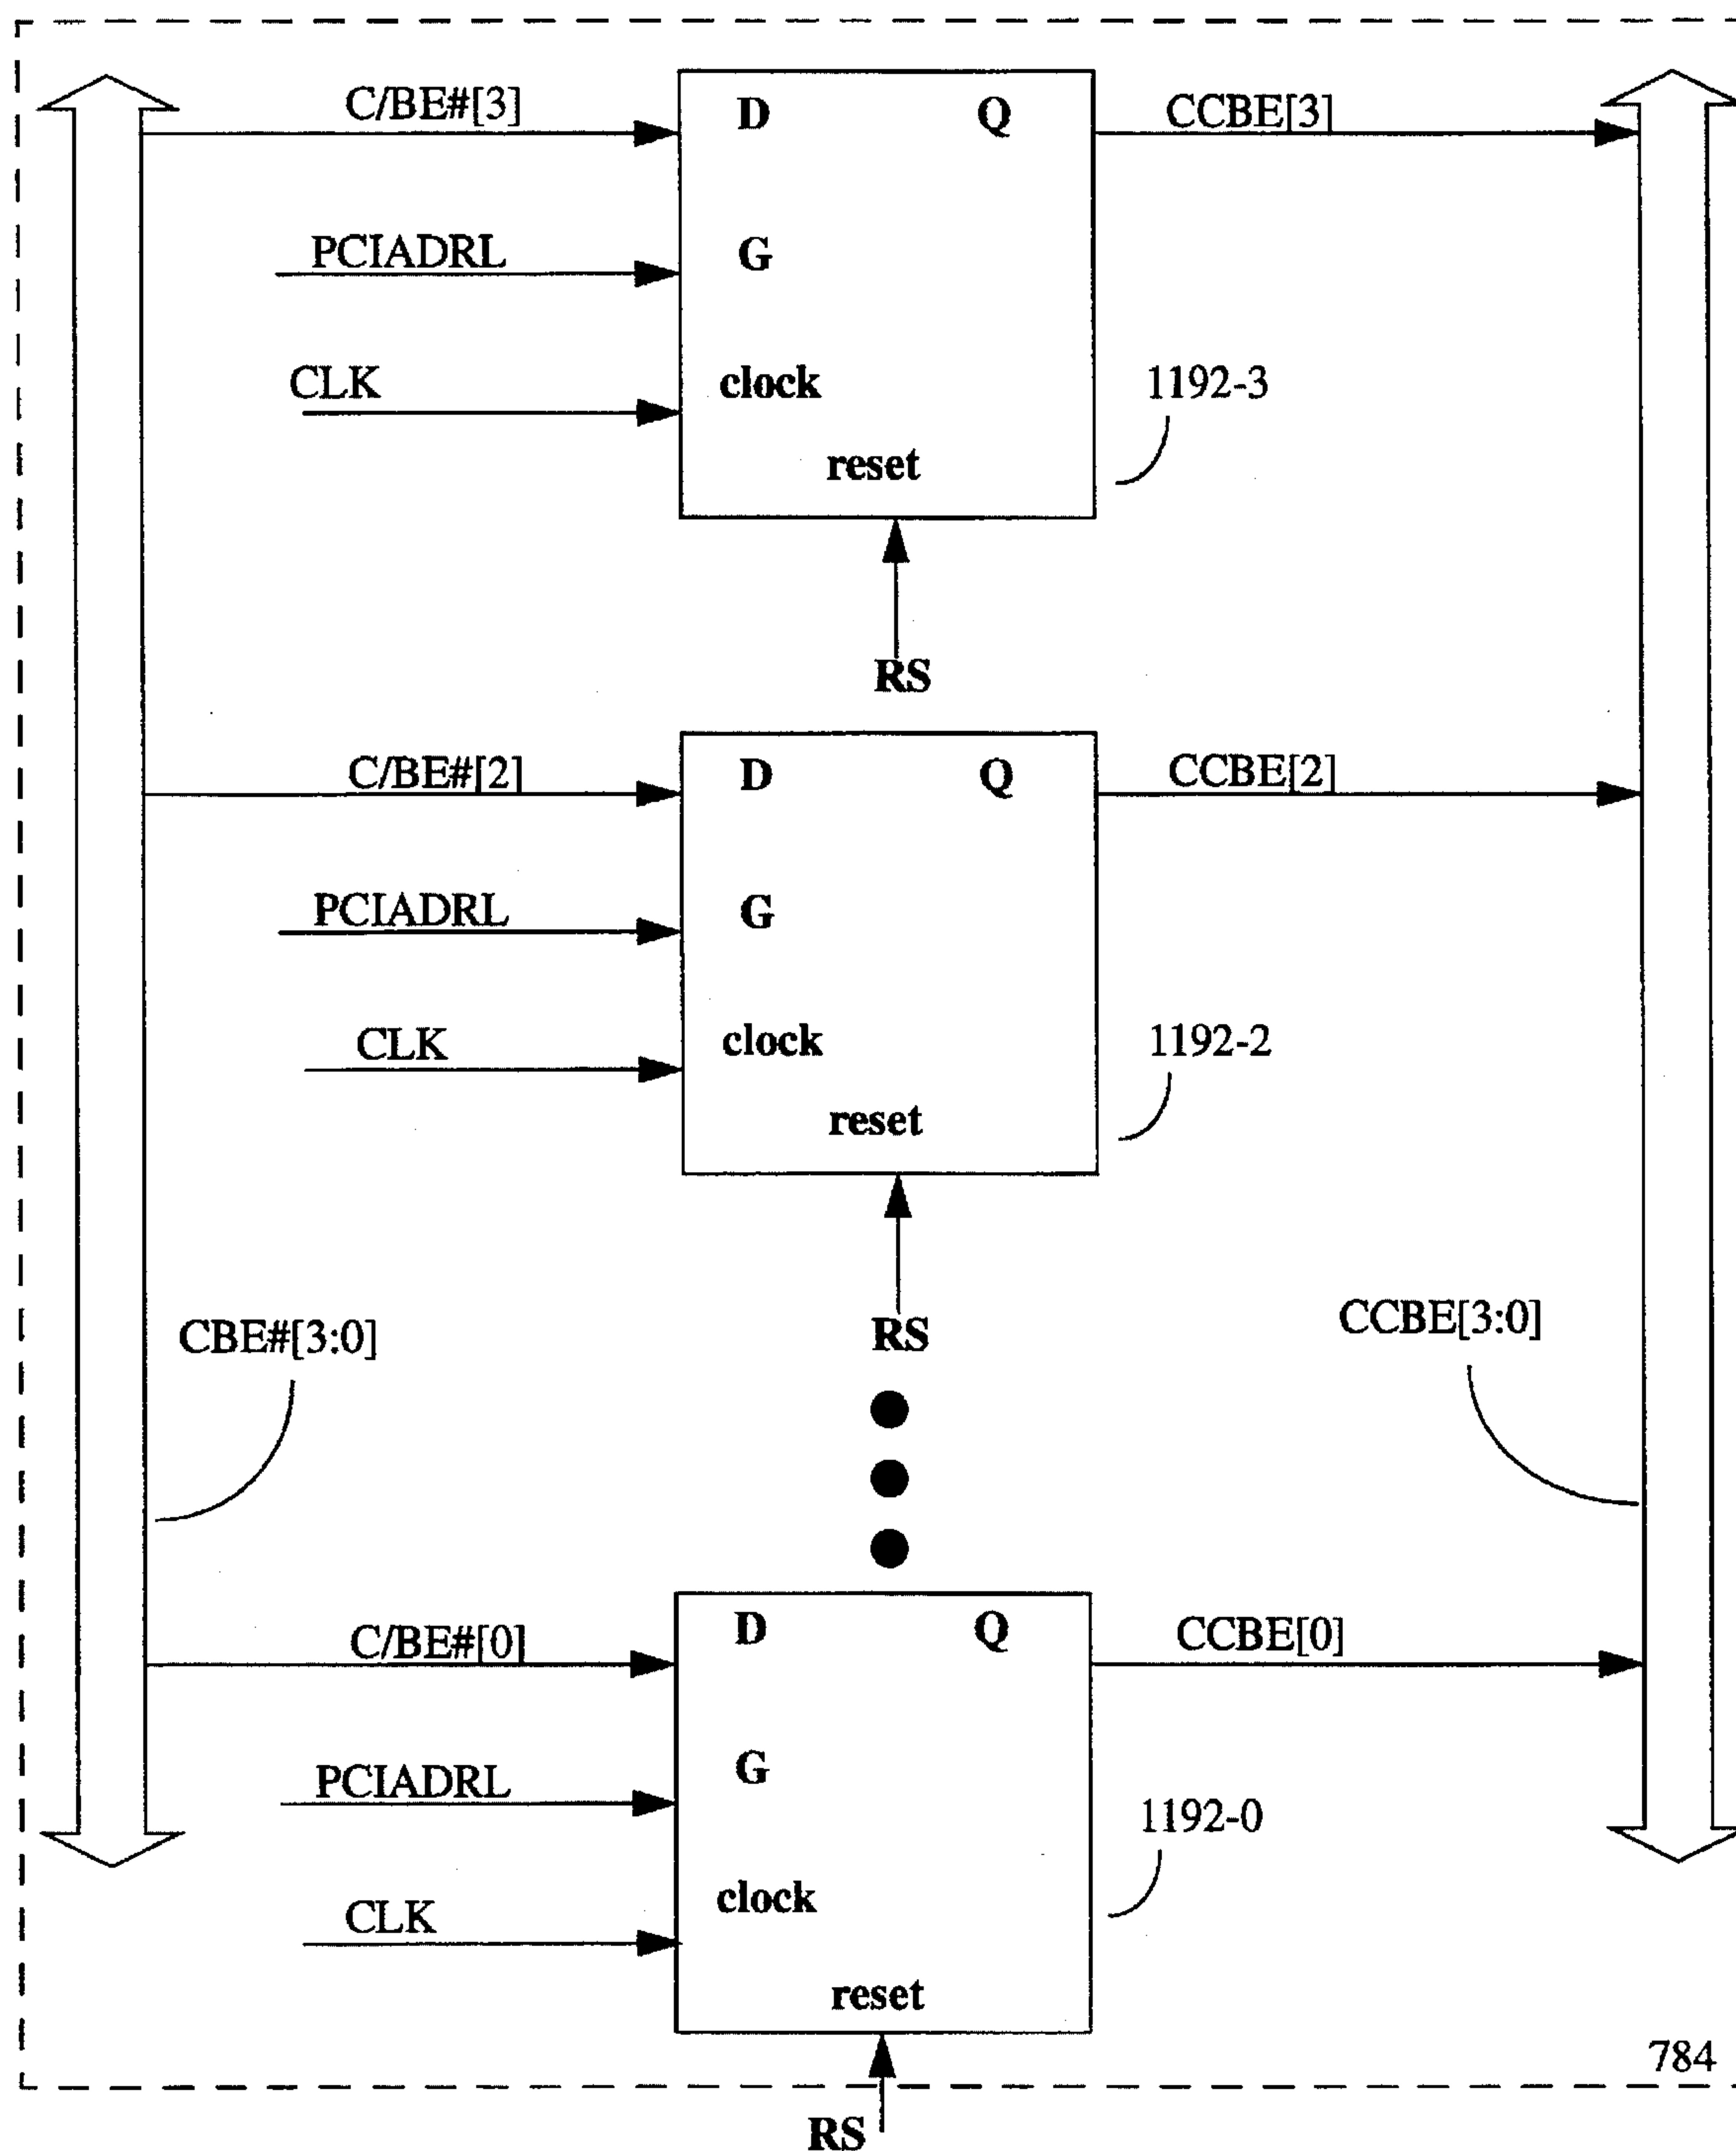 C/BE#[3]
D
Q
CCBE[3]
PCIADRL
G
CLK
clock
1192-3
reset
RS
C/BE#[2]
D
Q
CCBE[2]
PCIADRL
G
CLK
clock
1192-2
reset
RS
CBE#[3:0]
CCBE[3:0]
C/BE#[0]
D
Q
CCBE[0]
PCIADRL
G
1192-0
CLK
clock
reset
784
RS